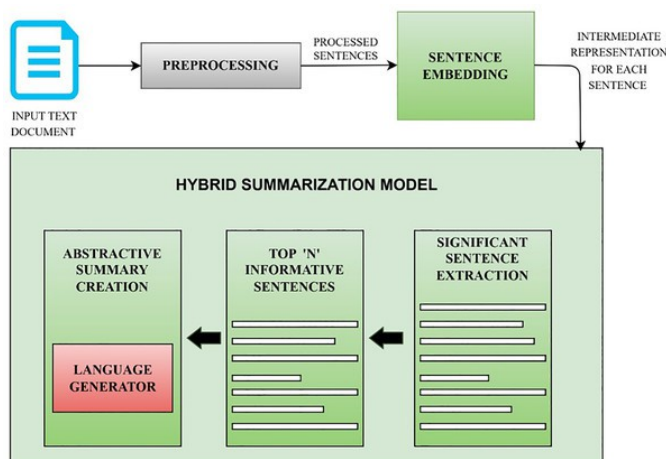 INPUT TEXT
DOCUMENT
PREPROCESSING
PROCESSED
SENTENCES
SENTENCE
EMBEDDING
INTERMEDIATE
REPRESENTATION
FOR EACH
SENTENCE
HYBRID SUMMARIZATION MODEL
ABSTRACTIVE
SUMMARY
CREATION
LANGUAGE
GENERATOR
TOP 'N'
INFORMATIVE
SENTENCES
SIGNIFICANT
SENTENCE
EXTRACTION